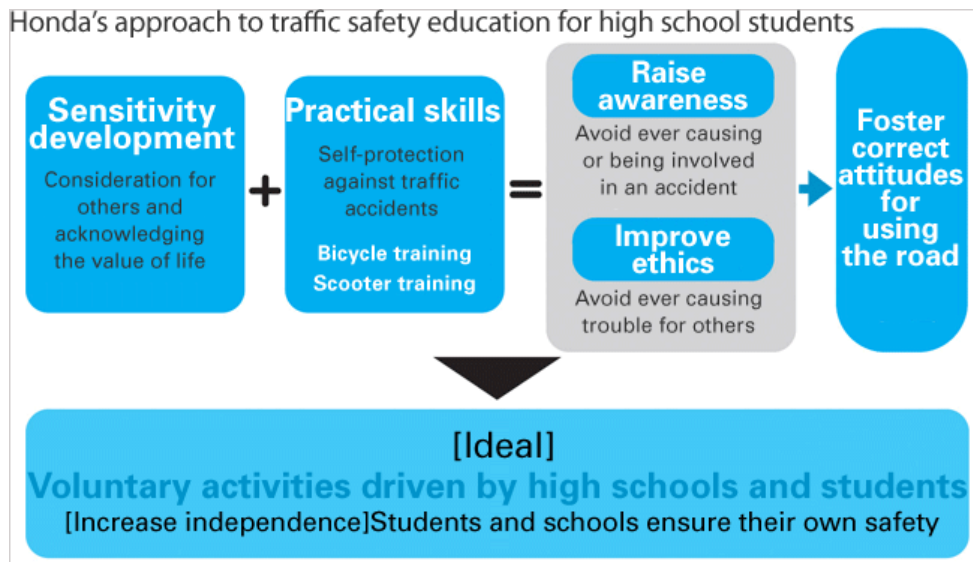 Honda's approach to traffic safety education for high school students
Sensitivity
development
Consideration for
others and
acknowledging
the value of life
+
Practical skills
Self-protection
against traffic
accidents
Bicycle training
Scooter training
=
Raise
awareness
Avoid ever causing
or being involved
in an accident
Improve
ethics
Avoid ever causing
trouble for others
Foster
correct
attitudes
for
using
the road
[Ideal]
Voluntary activities driven by high schools and students
[Increase independence]Students and schools ensure their own safety